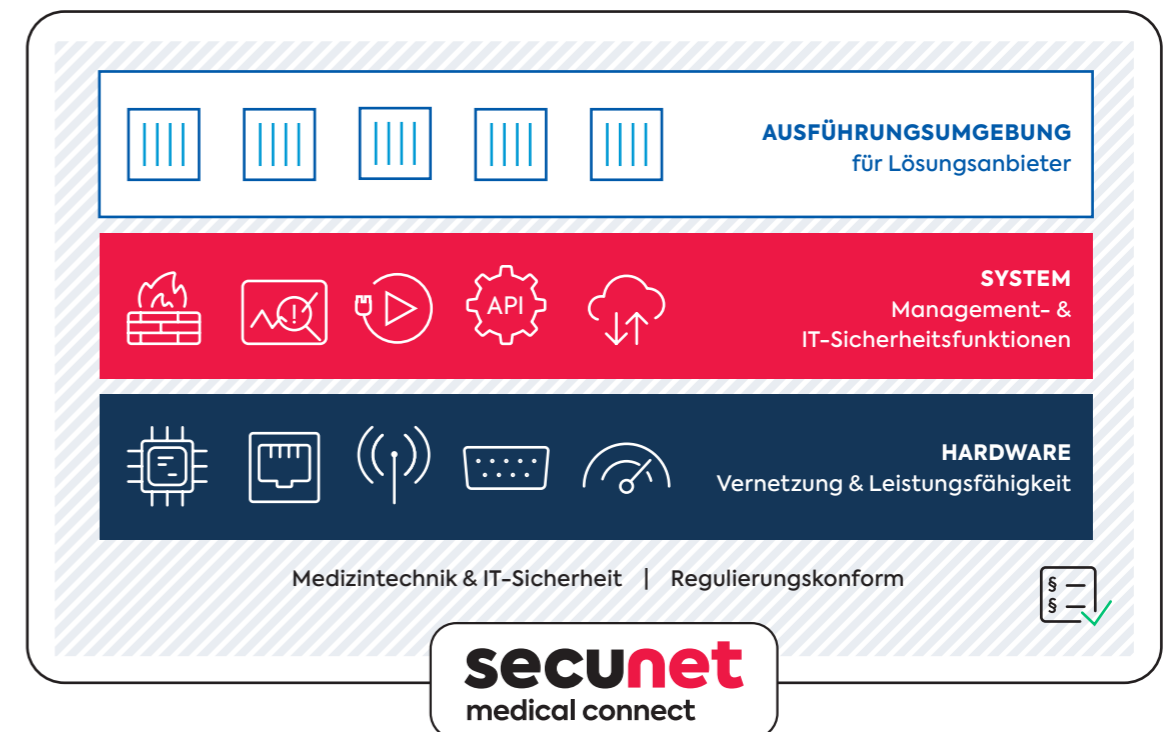 AUSFÜHRUNGSUMGEBUNG
für Lösungsanbieter
API
SYSTEM
Management- &
IT-Sicherheitsfunktionen
HARDWARE
Vernetzung & Leistungsfähigkeit
Medizintechnik & IT-Sicherheit | Regulierungskonform
§
§
secunet
medical connect